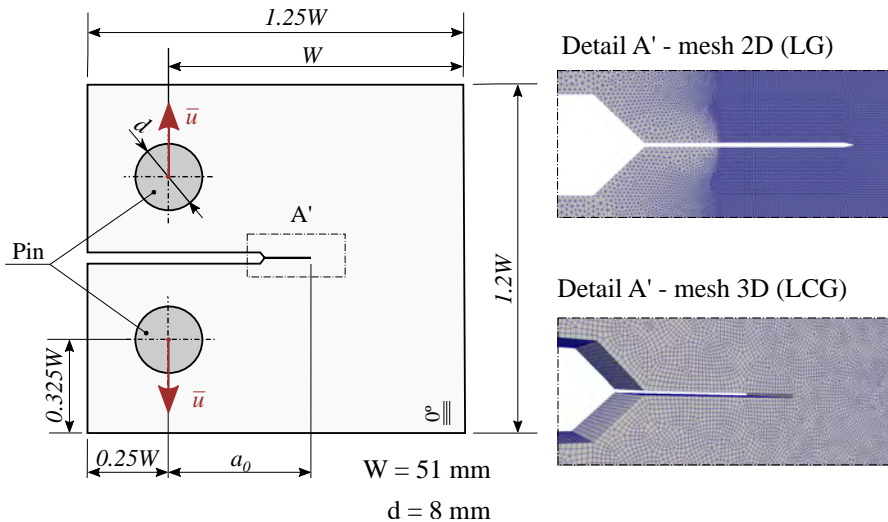 1.25W
W
Detail A' - mesh 2D (LG)
u̅
d
A'
Pin
1.2W
Detail A' - mesh 3D (LCG)
0.325W
u̅
0º
0.25W
a₀
W = 51 mm
d = 8 mm